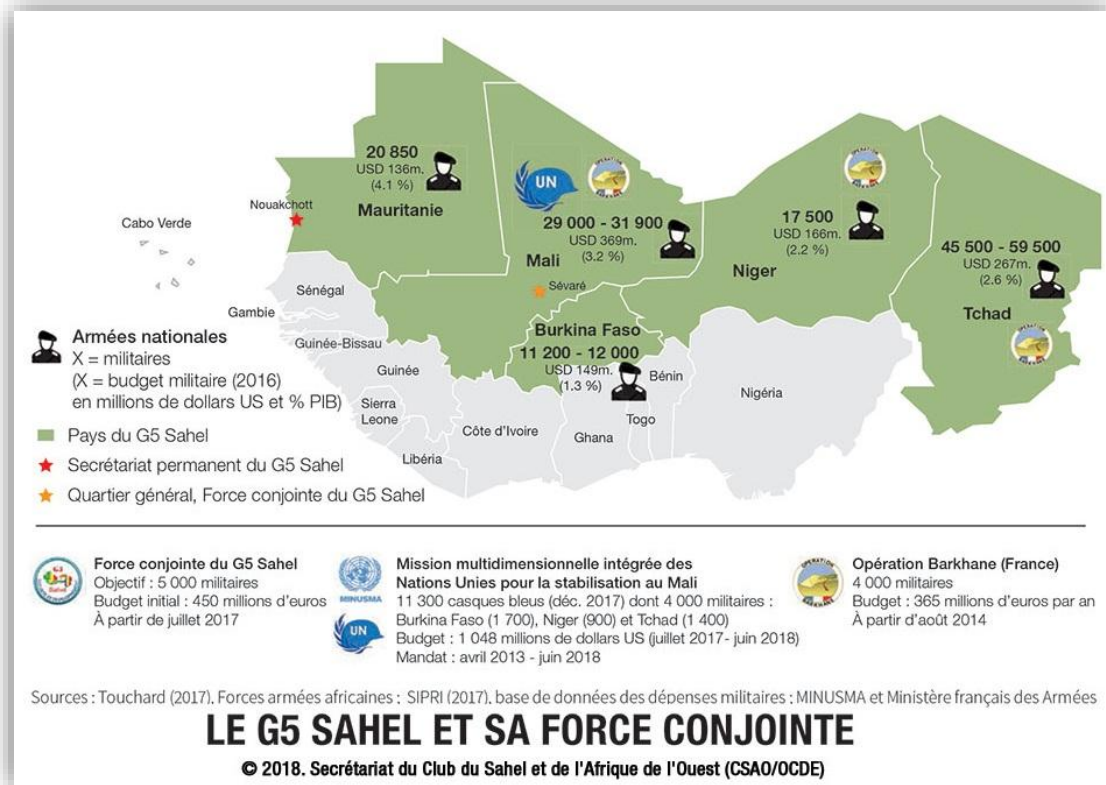 20 850
USD 136m.
(4.1 %)
Mauritanie
Nouakchott
Cabo Verde
UN
OPERATION
BARKHANE
29 000 - 31 900
USD 369m.
(3.2 %)
Mali
Sévaré
OPERATION
BARKHANE
17 500
USD 166m.
(2.2 %)
Niger
45 500 - 59 500
USD 267m.
(2.6 %)
Tchad
OPERATION
BARKHANE
Burkina Faso
11 200 - 12 000
USD 149m.
(1.3 %)
Sénégal
Gambie
Guinée-Bissau
Guinée
Sierra
Leone
Libéria
Côte d'Ivoire
Ghana
Togo
Bénin
Nigéria
Armées nationales
X = militaires
(X = budget militaire (2016)
en millions de dollars US et % PIB)
Pays du G5 Sahel
Secrétariat permanent du G5 Sahel
Quartier général, Force conjointe du G5 Sahel
Sahel
Force conjointe du G5 Sahel
Objectif : 5 000 militaires
Budget initial : 450 millions d'euros
À partir de juillet 2017
MINUSMA
UN
Mission multidimensionnelle intégrée des
Nations Unies pour la stabilisation au Mali
11 300 casques bleus (déc. 2017) dont 4 000 militaires :
Burkina Faso (1 700), Niger (900) et Tchad (1 400)
Budget : 1 048 millions de dollars US (juillet 2017- juin 2018)
Mandat : avril 2013 - juin 2018
OPERATION
BARKHANE
Opération Barkhane (France)
4 000 militaires
Budget : 365 millions d'euros par an
À partir d'août 2014
Sources : Touchard (2017), Forces armées africaines ; SIPRI (2017), base de données des dépenses militaires ; MINUSMA et Ministère français des Armées
LE G5 SAHEL ET SA FORCE CONJOINTE
© 2018. Secrétariat du Club du Sahel et de l'Afrique de l'Ouest (CSAO/OCDE)